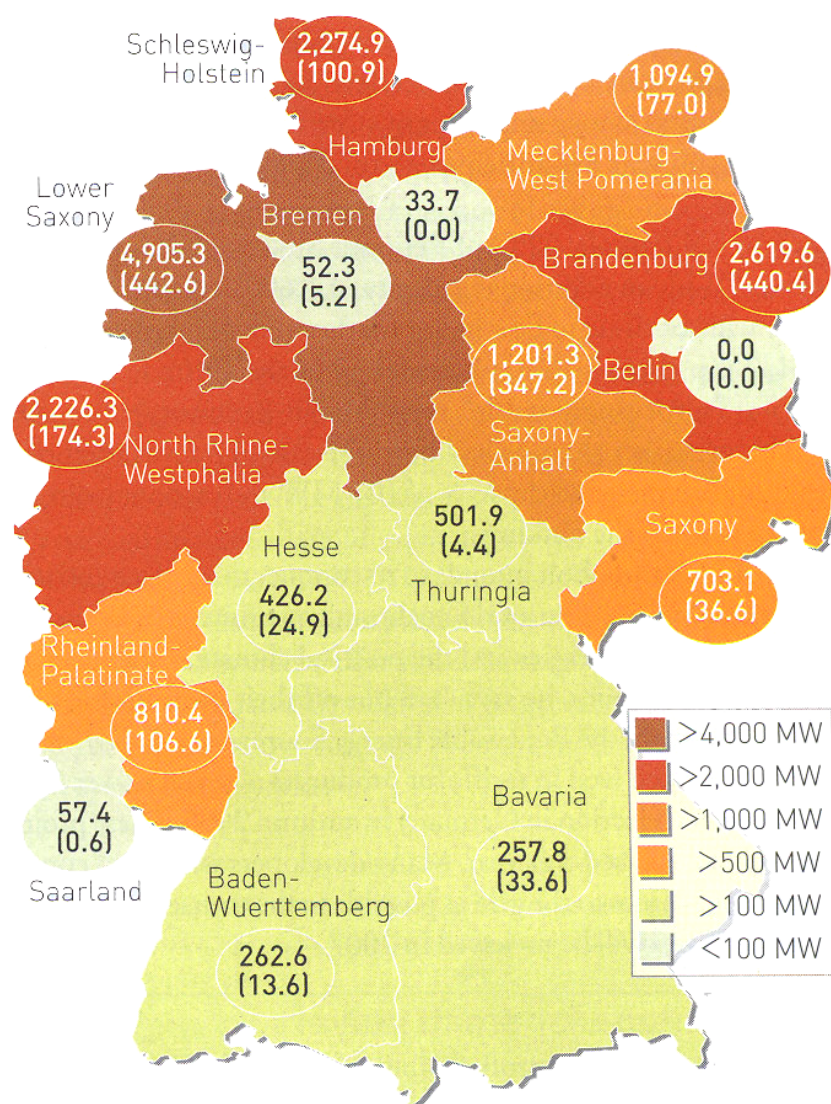 Schleswig-
Holstein
2,274.9
(100.9)
1,094.9
(77.0)
Hamburg
Mecklenburg-
West Pomerania
33.7
(0.0)
Lower
Saxony
Bremen
4,905.3
(442.6)
52.3
(5.2)
Brandenburg
2,619.6
(440.4)
1,201.3
(347.2)
Berlin
0,0
(0.0)
2,226.3
(174.3)
North Rhine-
Westphalia
Saxony-
Anhalt
501.9
(4.4)
Thuringia
Saxony
703.1
(36.6)
Hesse
426.2
(24.9)
Rheinland-
Palatinate
810.4
(106.6)
57.4
(0.6)
Saarland
Bavaria
257.8
(33.6)
Baden-
Wuerttemberg
262.6
(13.6)
>4,000 MW
>2,000 MW
>1,000 MW
>500 MW
>100 MW
<100 MW